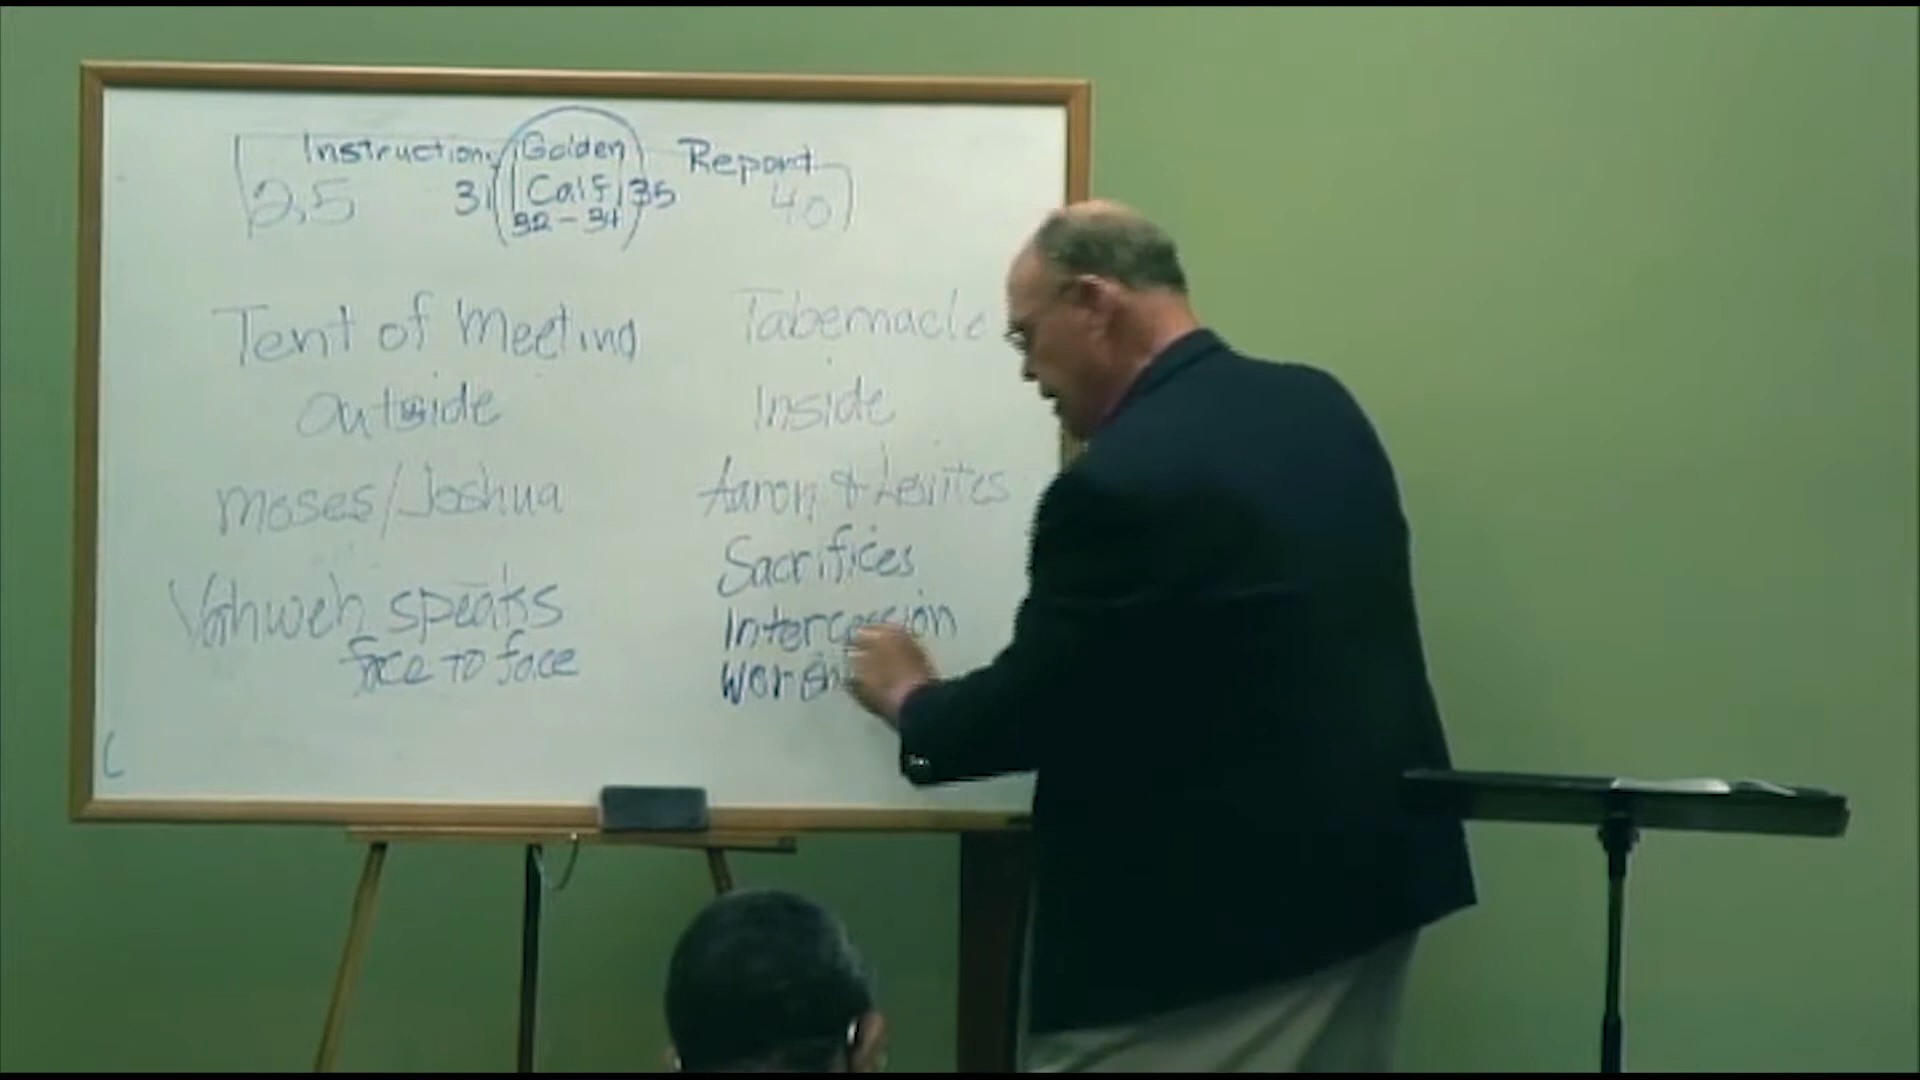 Instruction Golden Report
25 31 Calf 35 40
32-34
Tent of Meeting Tabernacle
Outside Inside
Moses/Joshua Aaron & Levites
Sacrifices
Yahweh speaks Intercession
face to face Worsh